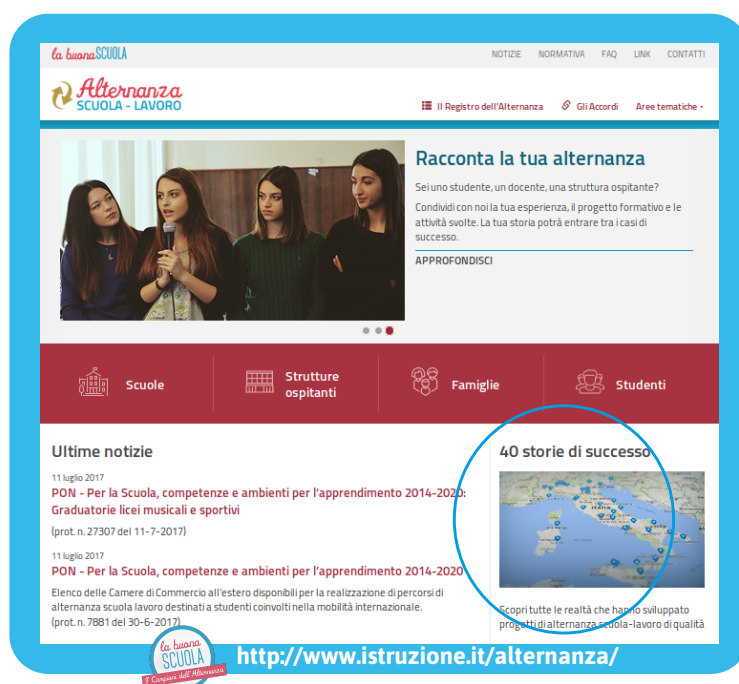 la buona SCUOLA
NOTIZIE NORMATIVA FAQ LINK CONTATTI
Alternanza
SCUOLA - LAVORO
Il Registro dell'Alternanza Gli Accordi Aree tematiche
Racconta la tua alternanza
Sei uno studente, un docente, una struttura ospitante?
Condividi con noi la tua esperienza, il progetto formativo e le
attività svolte. La tua storia potrà entrare tra i casi di
successo.
APPROFONDISCI
Scuole
Strutture
ospitanti
Famiglie
Studenti
Ultime notizie
11 luglio 2017
PON - Per la Scuola, competenze e ambienti per l'apprendimento 2014-2020:
Graduatorie licei musicali e sportivi
(prot. n. 27307 del 11-7-2017)
11 luglio 2017
PON - Per la Scuola, competenze e ambienti per l'apprendimento 2014-2020
Elenco delle Camere di Commercio all'estero disponibili per la realizzazione di percorsi di
alternanza scuola lavoro destinati a studenti coinvolti nella mobilità internazionale.
(prot. n. 7881 del 30-6-2017)
40 storie di successo
Scopri tutte le realtà che hanno sviluppato
progetti di alternanza scuola-lavoro di qualità
la buona
SCUOLA
I Campioni dell'Alternanza
http://www.istruzione.it/alternanza/